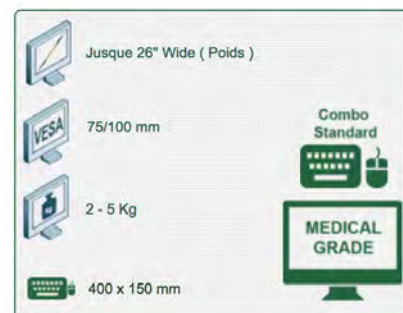 Jusque 26" Wide ( Poids )
VESA
75/100 mm
2 - 5 Kg
400 x 150 mm
Combo
Standard
MEDICAL
GRADE